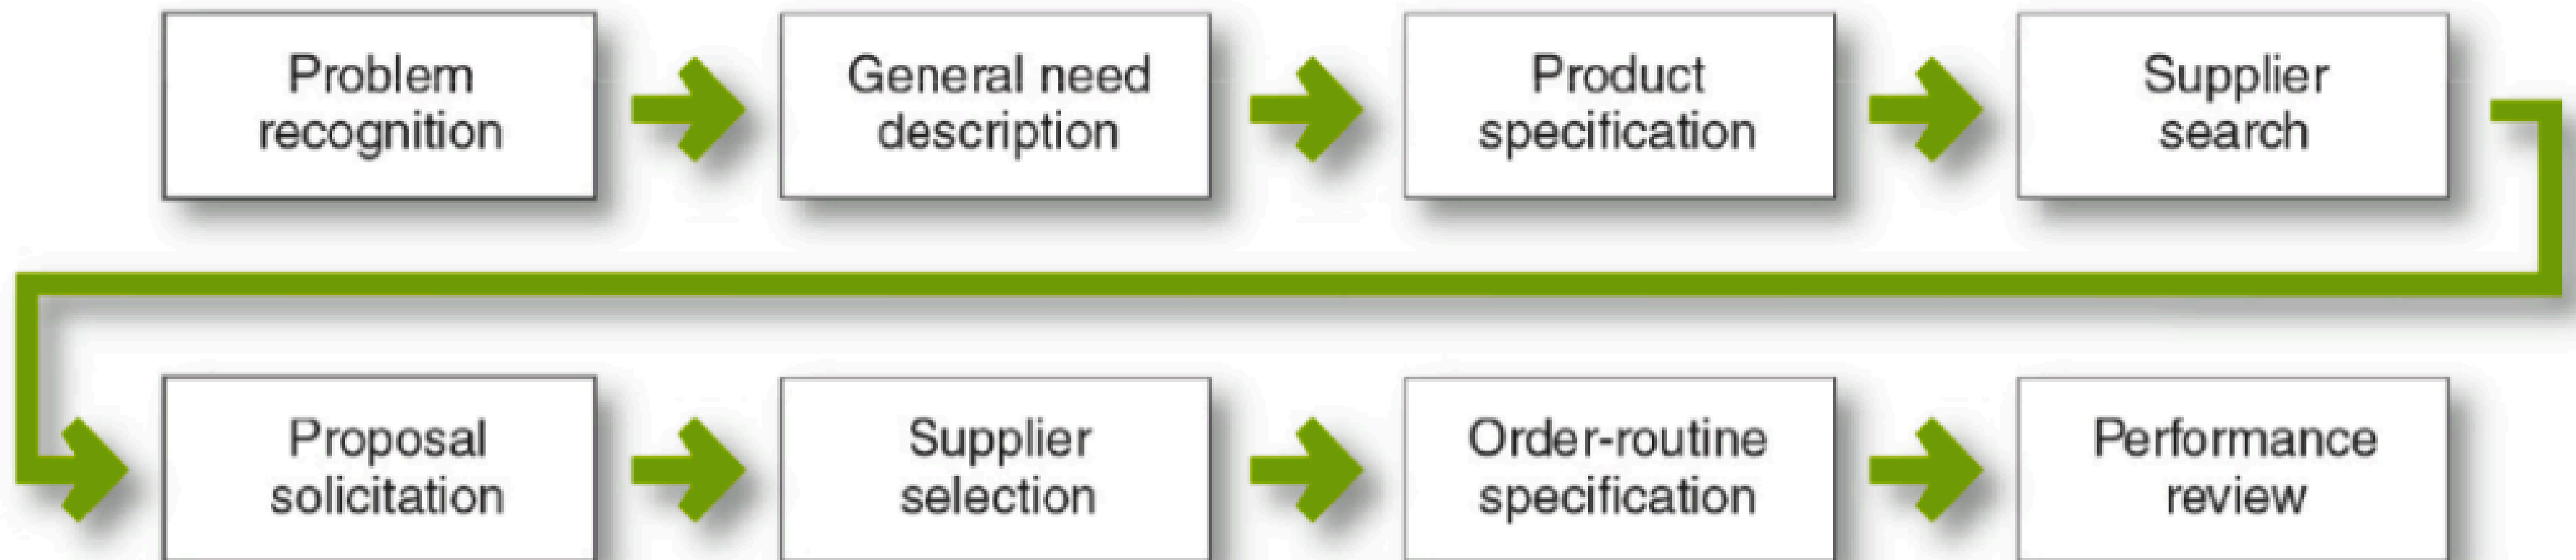 Problem
recognition
General need
description
Product
specification
Supplier
search
Proposal
solicitation
Supplier
selection
Order-routine
specification
Performance
review